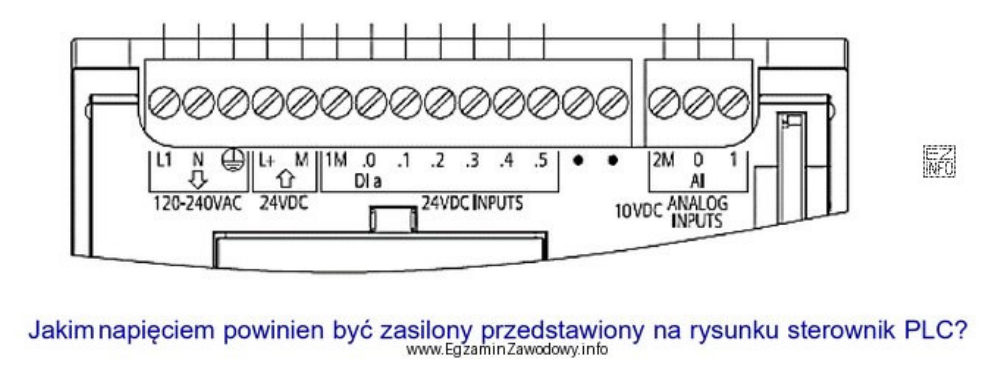 L1 N L+ M 1M .0 .1 .2 .3 .4 .5 2M 0 1
DI a AI
120-240VAC 24VDC 24VDC INPUTS 10VDC ANALOG INPUTS
EZ
INFO
Jakim napięciem powinien być zasilony przedstawiony na rysunku sterownik PLC?
www.EgzaminZawodowy.info